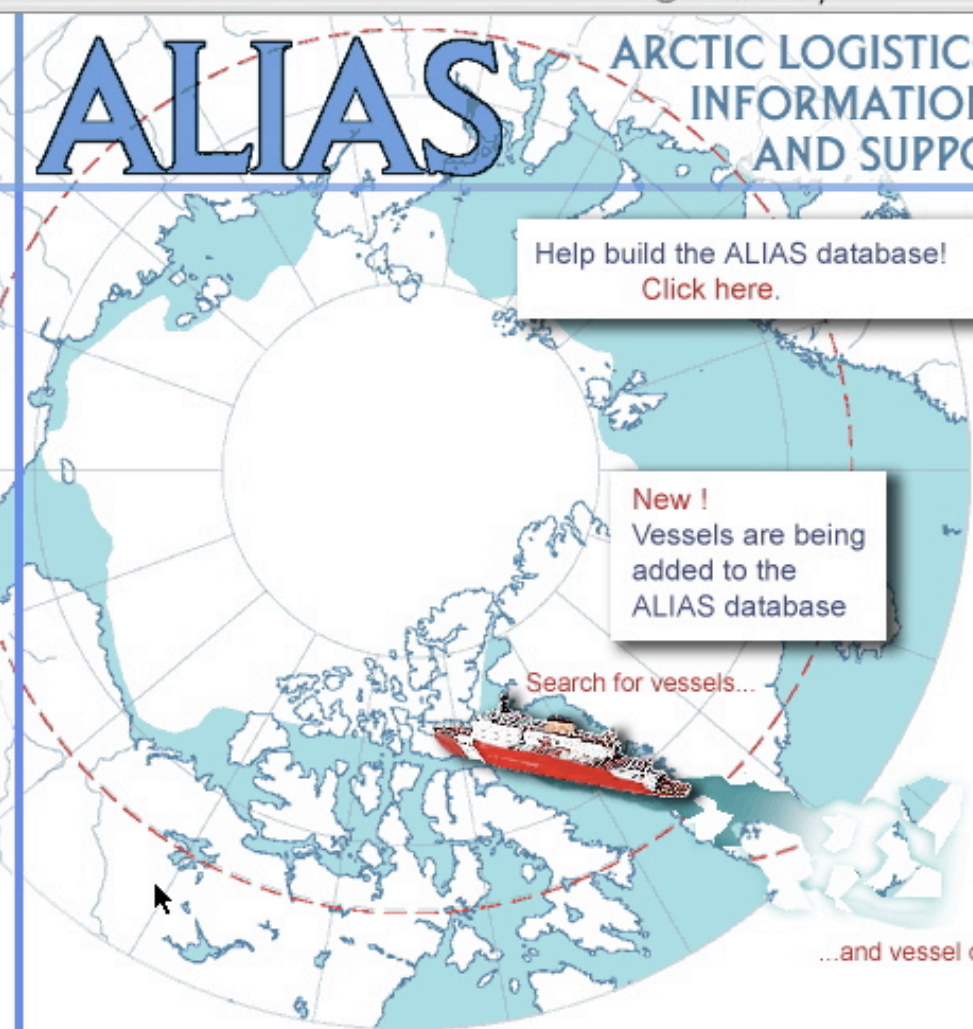 ALIAS
ARCTIC LOGISTIC
INFORMATIO
AND SUPPO
Help build the ALIAS database!
Click here.
New !
Vessels are being
added to the
ALIAS database
Search for vessels...
...and vessel